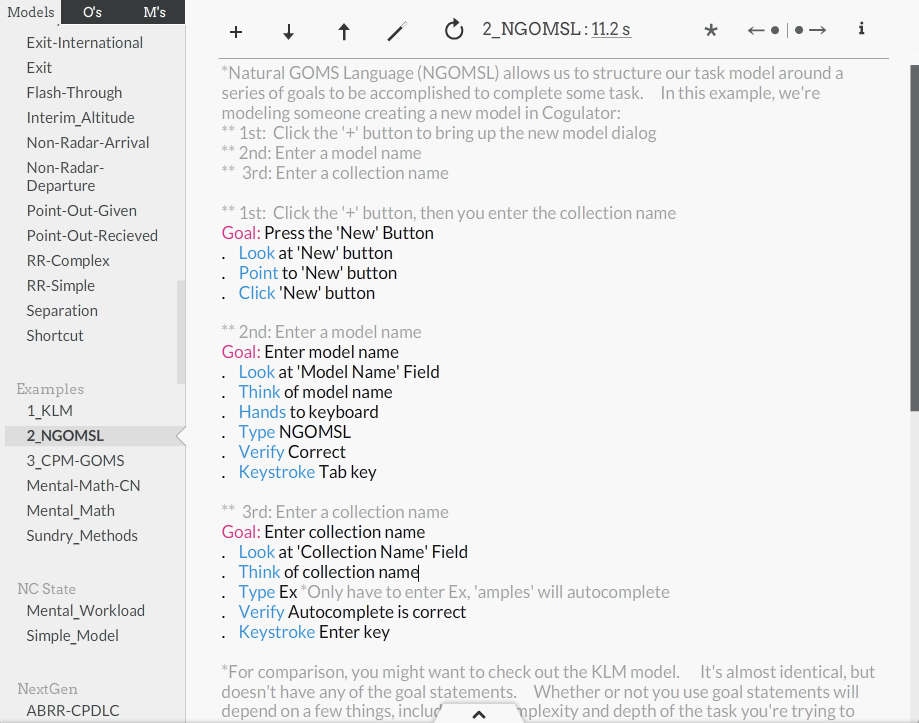 Models O's M's
Exit-International
Exit
Flash-Through
Interim_Altitude
Non-Radar-Arrival
Non-Radar-
Departure
Point-Out-Given
Point-Out-Recieved
RR-Complex
RR-Simple
Separation
Shortcut
Examples
1_KLM
2_NGOMSL
3_CPM-GOMS
Mental-Math-CN
Mental_Math
Sundry_Methods
NC State
Mental_Workload
Simple_Model
NextGen
ABRR-CPDLC
2_NGOMSL : 11.2 s
*Natural GOMS Language (NGOMSL) allows us to structure our task model around a
series of goals to be accomplished to complete some task. In this example, we're
modeling someone creating a new model in Cogulator:
** 1st: Click the '+' button to bring up the new model dialog
** 2nd: Enter a model name
** 3rd: Enter a collection name
** 1st: Click the '+' button, then you enter the collection name
Goal: Press the 'New' Button
. Look at 'New' button
. Point to 'New' button
. Click 'New' button
** 2nd: Enter a model name
Goal: Enter model name
. Look at 'Model Name' Field
. Think of model name
. Hands to keyboard
. Type NGOMSL
. Verify Correct
. Keystroke Tab key
** 3rd: Enter a collection name
Goal: Enter collection name
. Look at 'Collection Name' Field
. Think of collection name
. Type Ex *Only have to enter Ex, 'amples' will autocomplete
. Verify Autocomplete is correct
. Keystroke Enter key
*For comparison, you might want to check out the KLM model. It's almost identical, but
doesn't have any of the goal statements. Whether or not you use goal statements will
depend on a few things, and depth of the task you're trying to